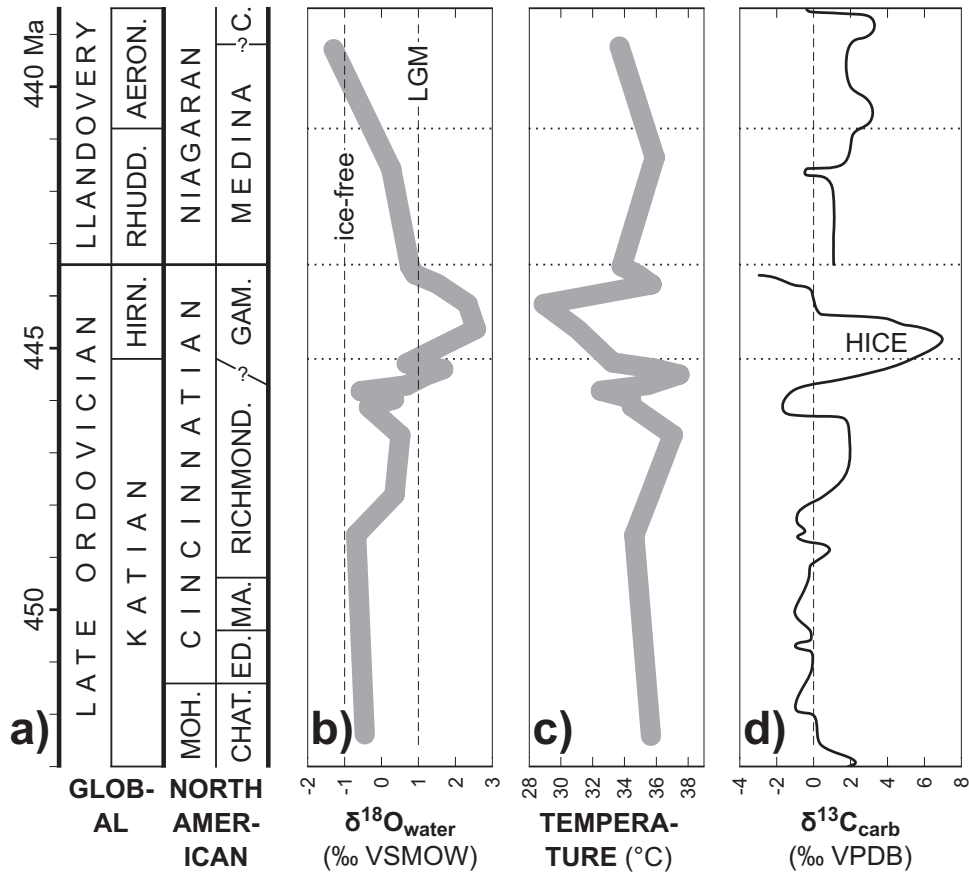 440 Ma
445
450
a)
LLANDOVERY
LATE ORDOVICIAN
AERON.
RHUDD.
HIRN.
KATIAN
NIAGARAN
CINCINNATIAN
MOH.
C.
?
MEDINA
GAM.
?
RICHMOND.
MA.
ED.
CHAT.
GLOB-
AL
NORTH
AMER-
ICAN
b)
ice-free
LGM
-2 -1 0 1 2 3
δ¹⁸Owater
(‰ VSMOW)
c)
28 30 32 34 36 38
TEMPERA-
TURE (°C)
d)
HICE
-4 -2 0 2 4 6 8
δ¹³Ccarb
(‰ VPDB)